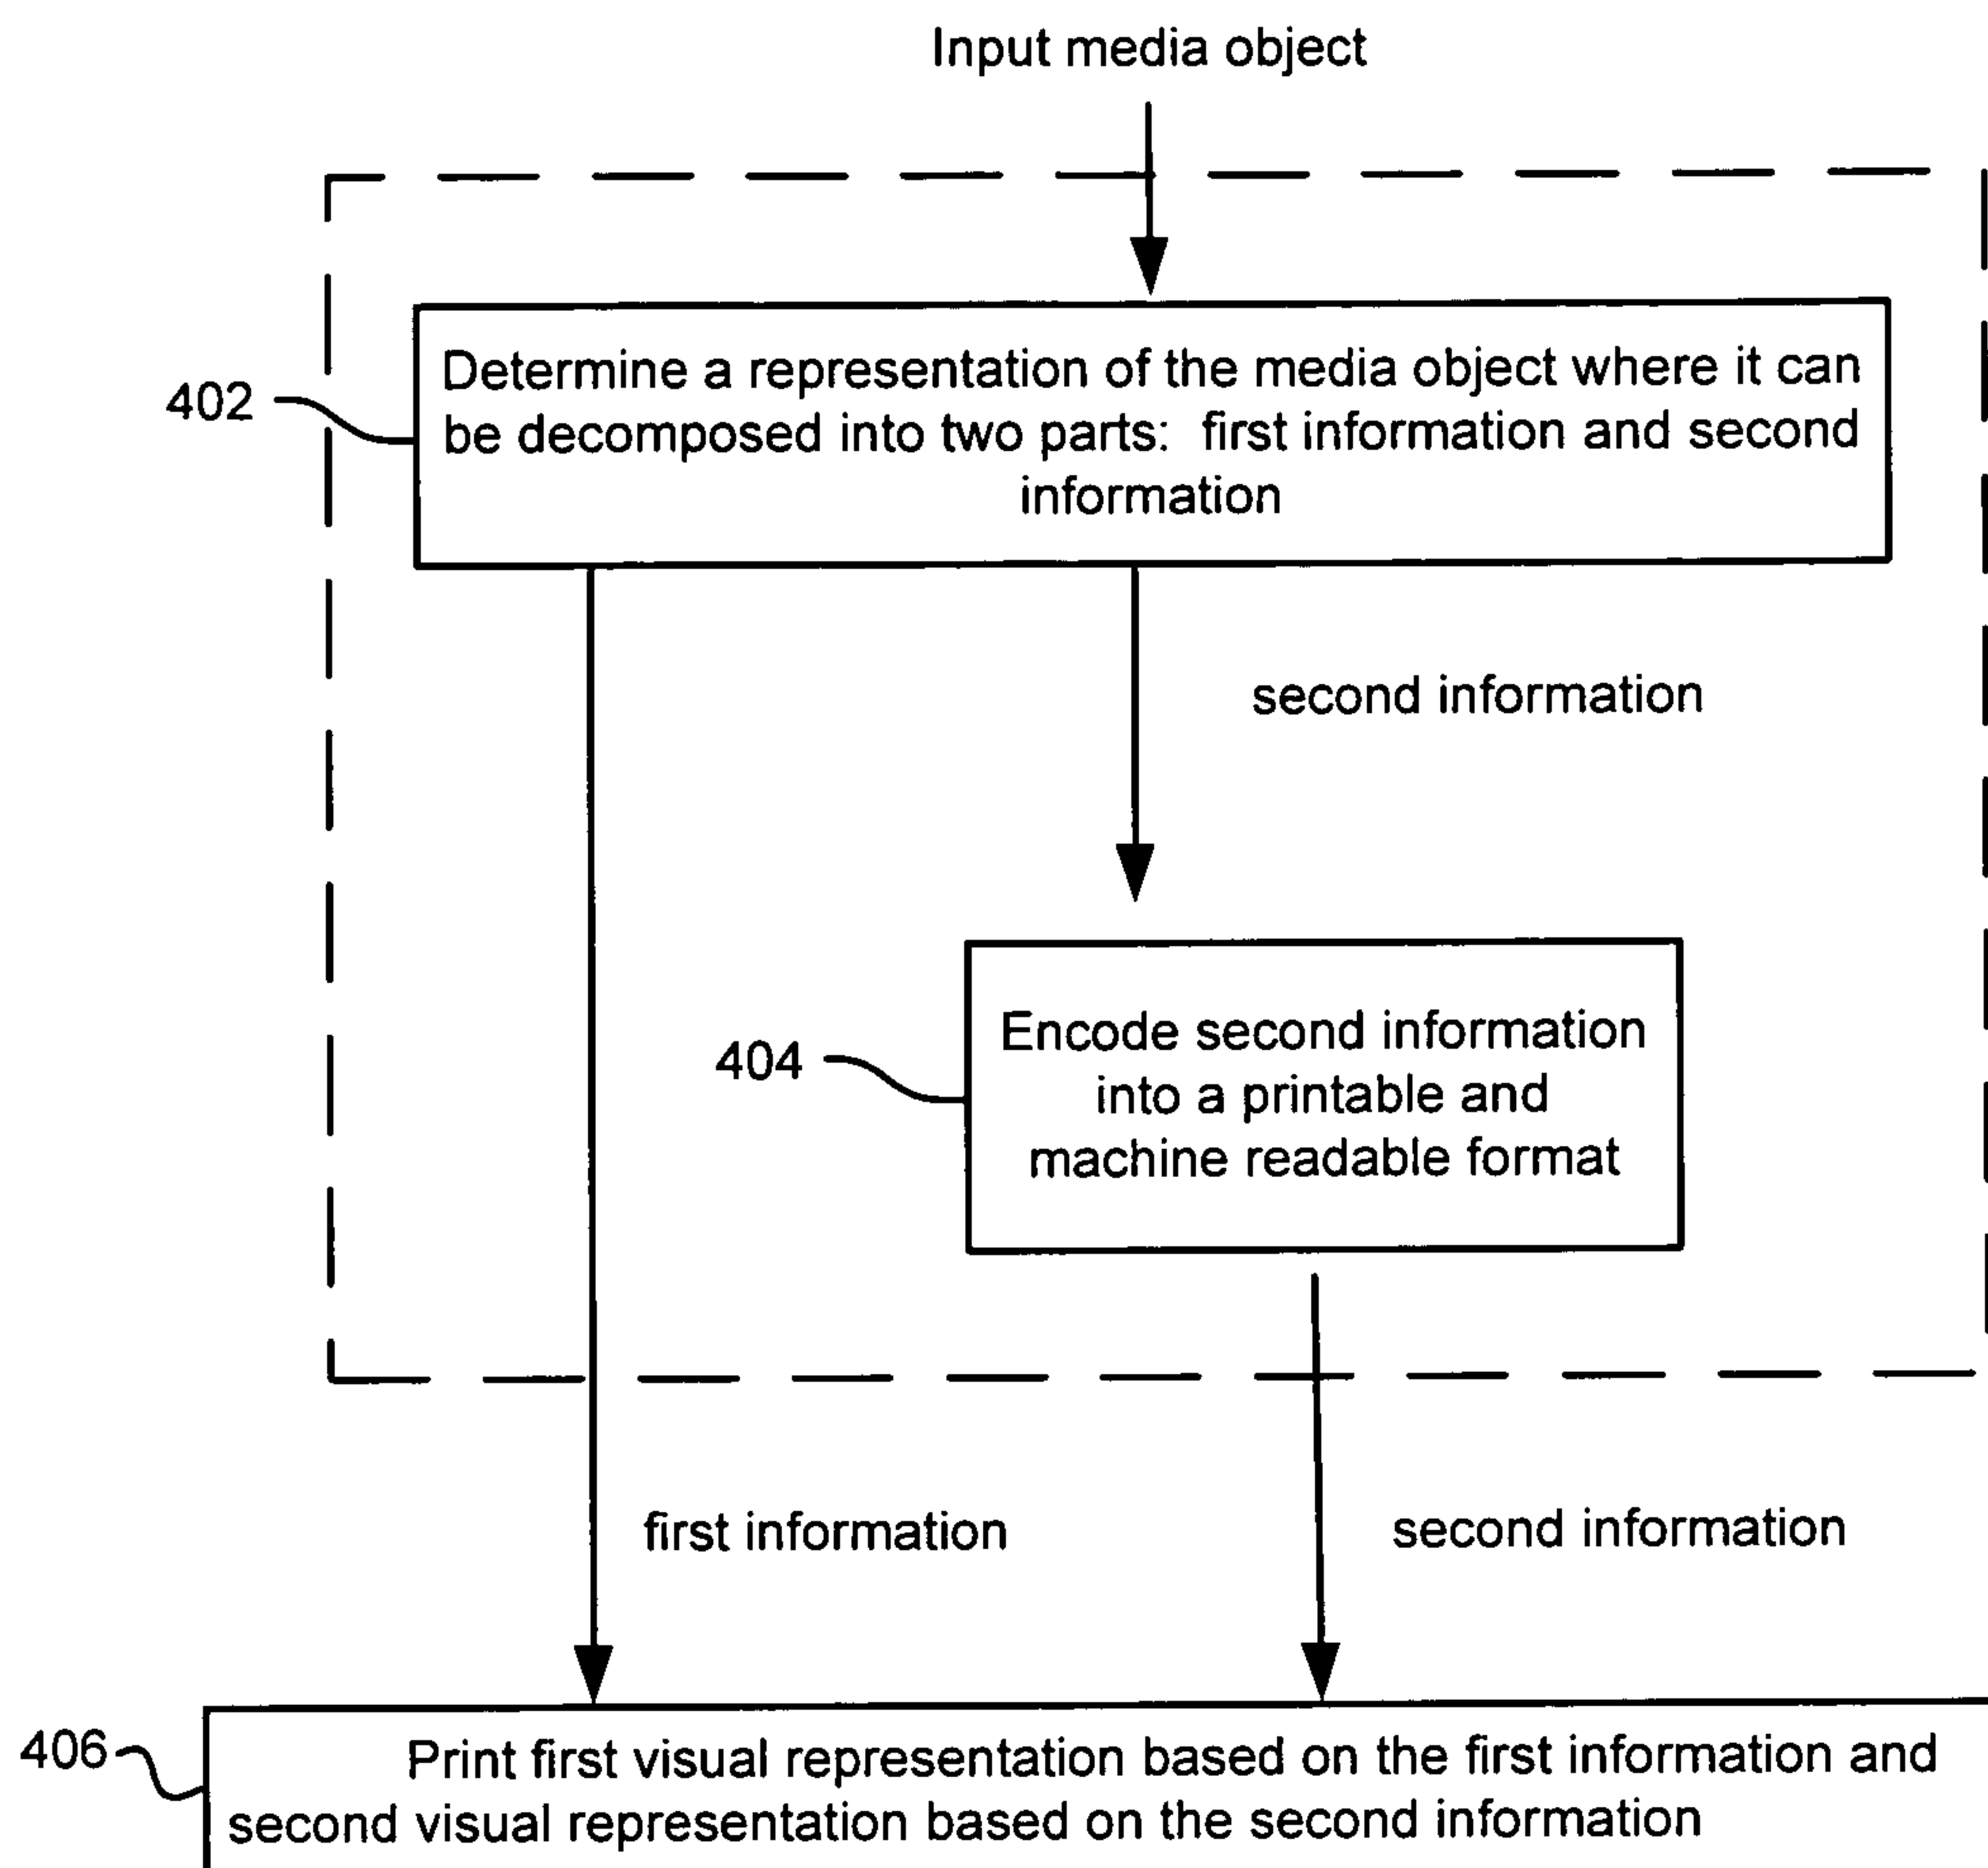 Input media object
402
Determine a representation of the media object where it can
be decomposed into two parts: first information and second
information
second information
404
Encode second information
into a printable and
machine readable format
first information
second information
406
Print first visual representation based on the first information and
second visual representation based on the second information